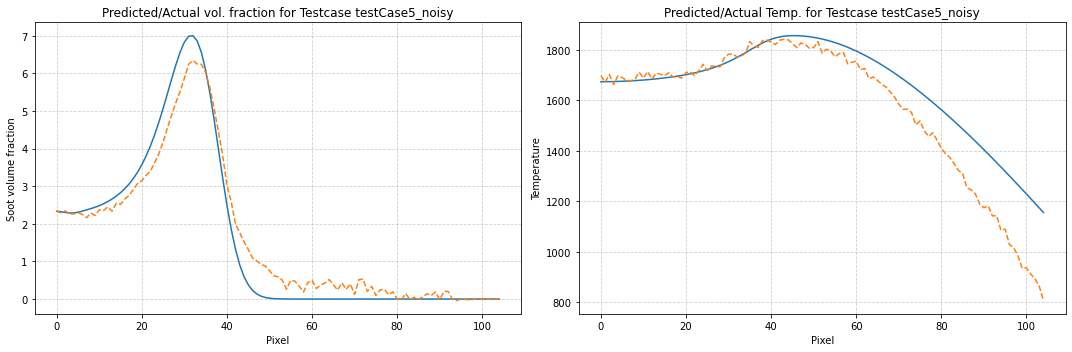 Predicted/Actual vol. fraction for Testcase testCase5_noisy
Soot volume fraction
7
6
5
4
3
2
1
0
0 20 40 60 80 100
Pixel
Predicted/Actual Temp. for Testcase testCase5_noisy
Temperature
1800
1600
1400
1200
1000
800
0 20 40 60 80 100
Pixel